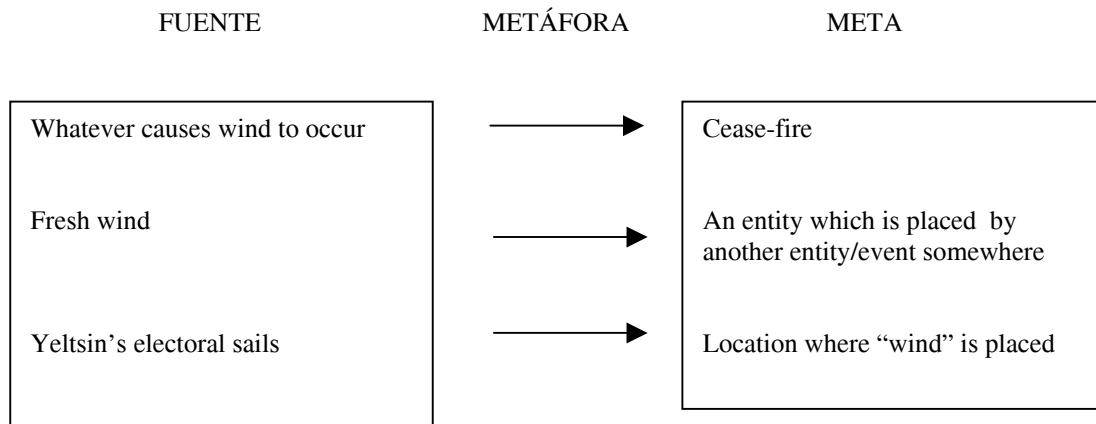 FUENTE METÁFORA META
Whatever causes wind to occur Cease-fire
Fresh wind An entity which is placed by
another entity/event somewhere
Yeltsin’s electoral sails Location where “wind” is placed